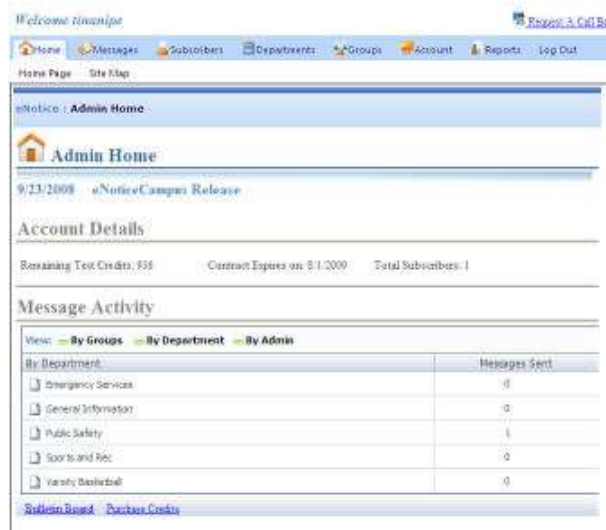 Welcome tinanipe
Request A Call B
Home Messages Subscribers Departments Groups Account Reports Log Out
Home Page Site Map
eNotice : Admin Home
Admin Home
9/23/2008 eNoticeCampus Release
Account Details
Remaining Text Credits: 936 Contract Expires on: 8/1/2009 Total Subscribers: 1
Message Activity
View: By Groups By Department By Admin
By Department Messages Sent
Emergency Services 0
General Information 0
Public Safety 1
Sports and Rec 0
Varsity Basketball 0
Bulletin Board Purchase Credits